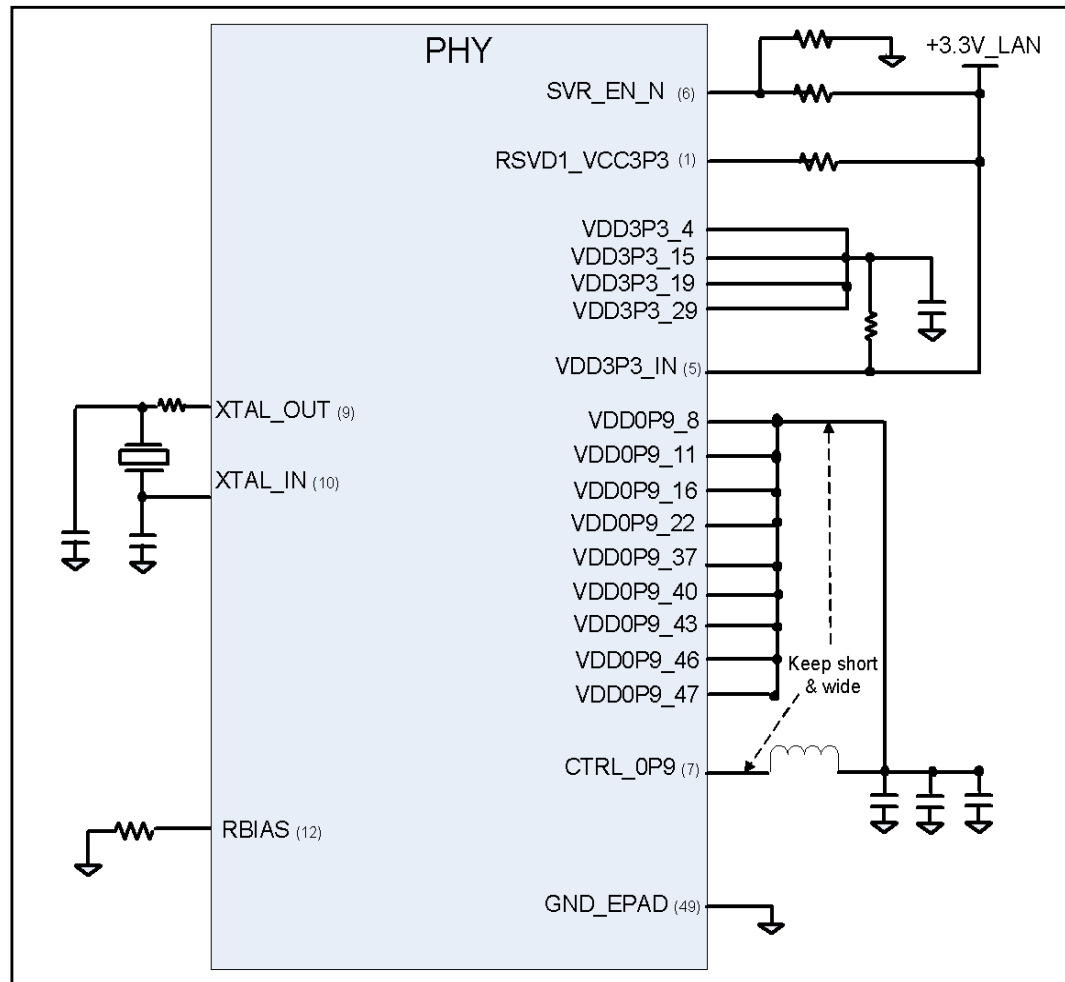 PHY
+3.3V_LAN
SVR_EN_N (6)
RSVD1_VCC3P3 (1)
VDD3P3_4
VDD3P3_15
VDD3P3_19
VDD3P3_29
VDD3P3_IN (5)
XTAL_OUT (9)
XTAL_IN (10)
VDD0P9_8
VDD0P9_11
VDD0P9_16
VDD0P9_22
VDD0P9_37
VDD0P9_40
VDD0P9_43
VDD0P9_46
VDD0P9_47
Keep short
& wide
CTRL_0P9 (7)
RBIAS (12)
GND_EPAD (49)